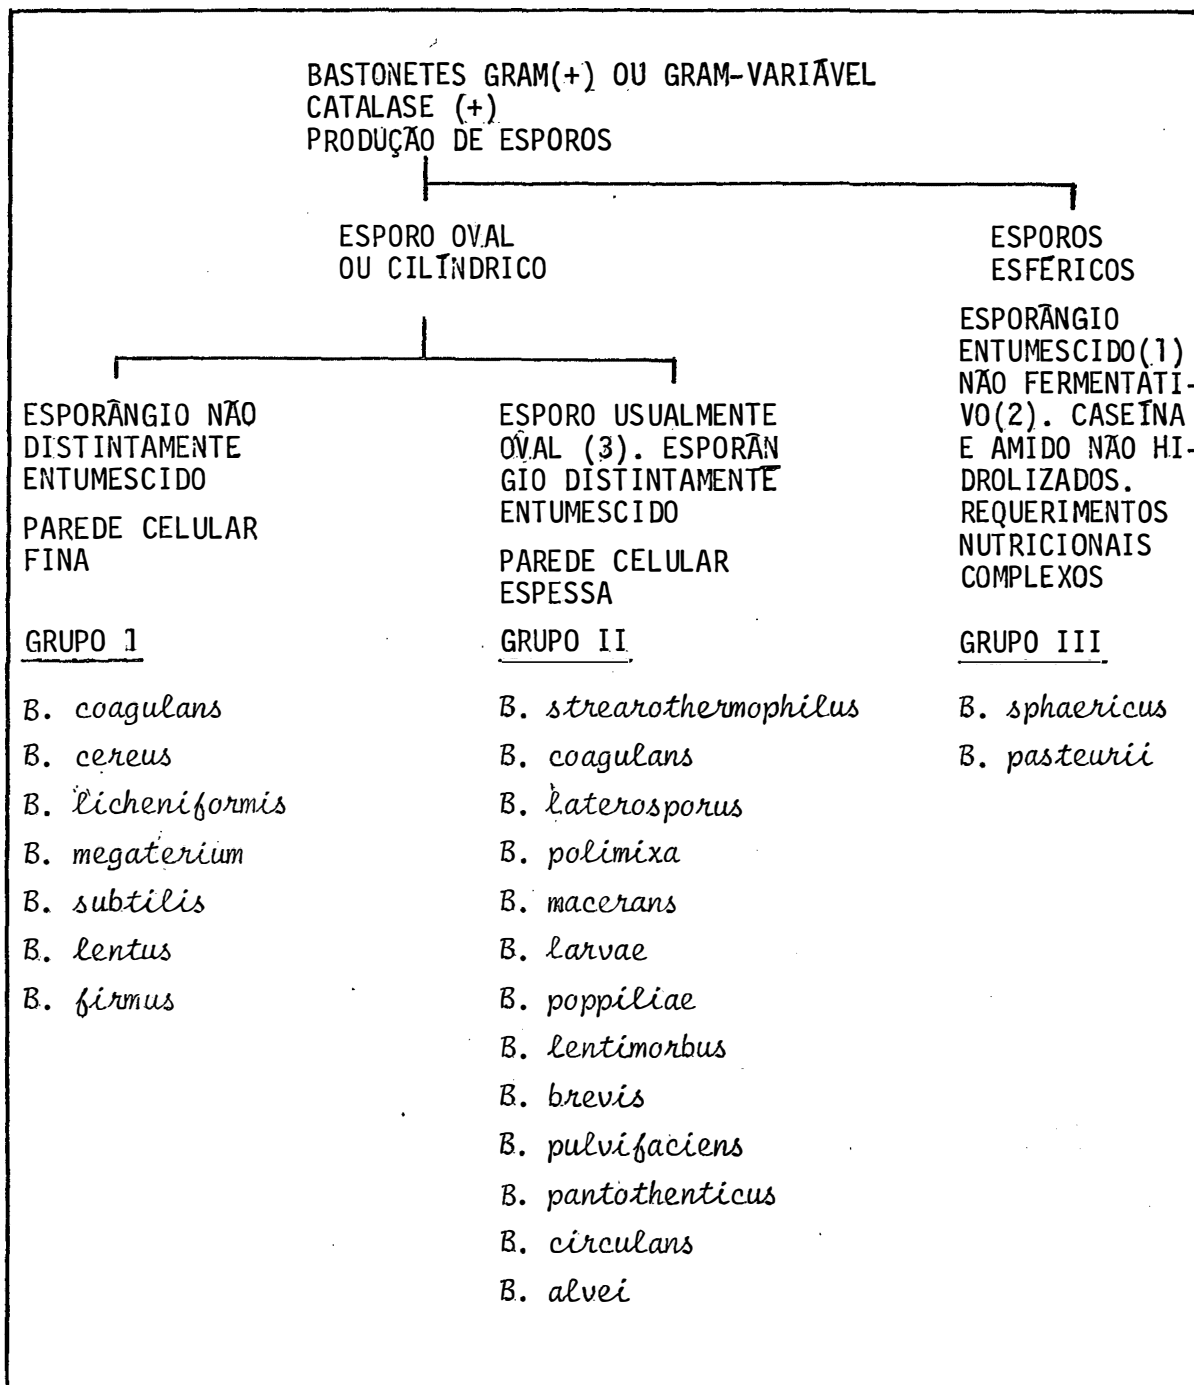 BASTONETES GRAM(+) OU GRAM-VARIÁVEL
CATALASE (+)
PRODUÇÃO DE ESPOROS
ESPORO OVAL
OU CILÍNDRICO
ESPOROS
ESFÉRICOS
ESPORÂNGIO
ENTUMESCIDO(1)
NÃO FERMENTATI-
VO(2). CASEÍNA
E AMIDO NÃO HI-
DROLIZADOS.
REQUERIMENTOS
NUTRICIONAIS
COMPLEXOS
ESPORÂNGIO NÃO
DISTINTAMENTE
ENTUMESCIDO
PAREDE CELULAR
FINA
ESPORO USUALMENTE
OVAL (3). ESPORÂN
GIO DISTINTAMENTE
ENTUMESCIDO
PAREDE CELULAR
ESPESSA
GRUPO 1
B. coagulans
B. cereus
B. licheniformis
B. megaterium
B. subtilis
B. lentus
B. firmus
GRUPO II
B. strearothermophilus
B. coagulans
B. laterosporus
B. polimixa
B. macerans
B. larvae
B. poppiliae
B. lentimorbus
B. brevis
B. pulvifaciens
B. pantothenticus
B. circulans
B. alvei
GRUPO III
B. sphaericus
B. pasteurii